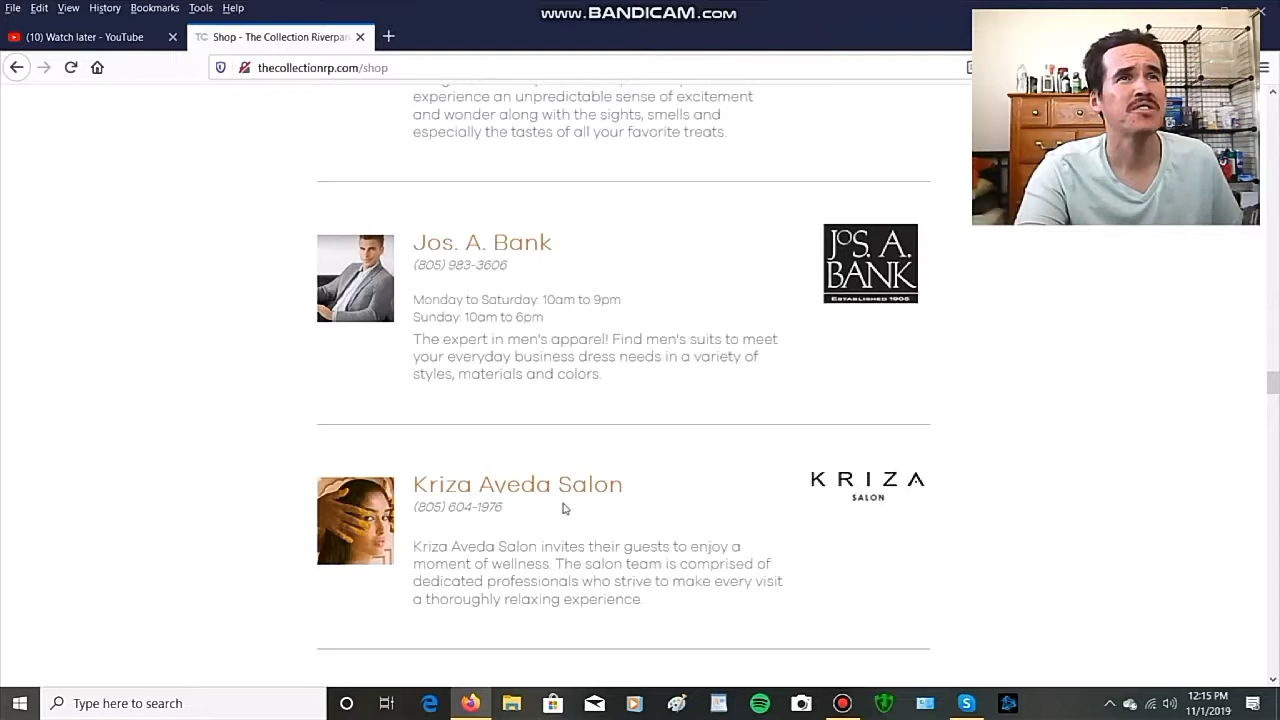 File Edit View History Bookmarks Tools Help
www.BANDICAM.com
(10) Watch later - YouTube
TC Shop - The Collection Riverpar
thecollectionrp.com/shop
and wonder along with the sights, smells and
especially the tastes of all your favorite treats.
Jos. A. Bank
(805) 983-3606
Monday to Saturday: 10am to 9pm
Sunday: 10am to 6pm
The expert in men's apparel! Find men's suits to meet
your everyday business dress needs in a variety of
styles, materials and colors.
JOS. A.
BANK
ESTABLISHED 1905
Kriza Aveda Salon
(805) 604-1976
Kriza Aveda Salon invites their guests to enjoy a
moment of wellness. The salon team is comprised of
dedicated professionals who strive to make every visit
a thoroughly relaxing experience.
KRIZA
SALON
Type here to search
12:15 PM
11/1/2019